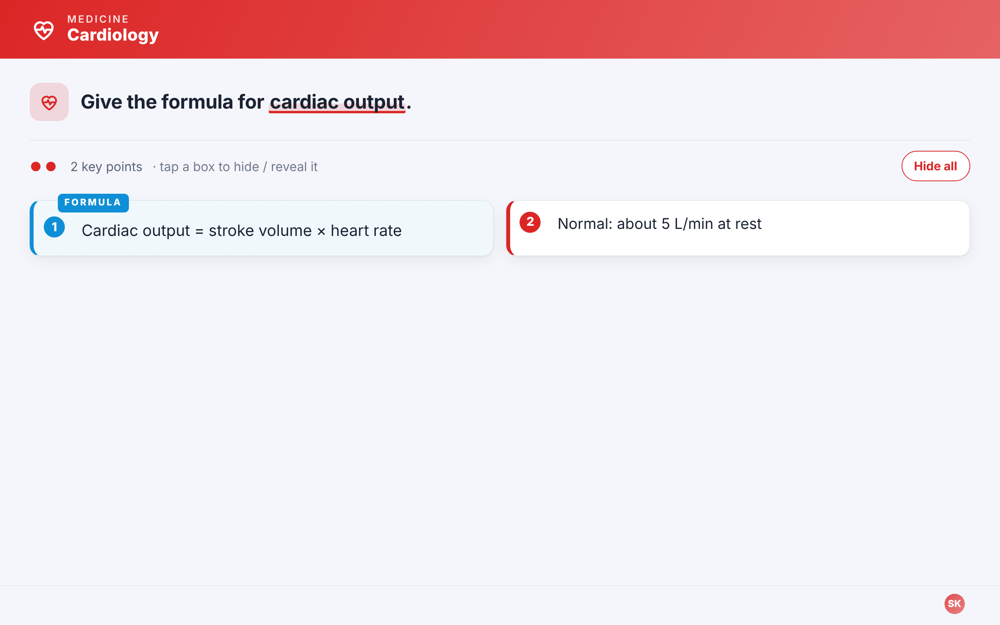 MEDICINE
Cardiology
Give the formula for cardiac output.
2 key points · tap a box to hide / reveal it
Hide all
FORMULA
1 Cardiac output = stroke volume × heart rate
2 Normal: about 5 L/min at rest
SK